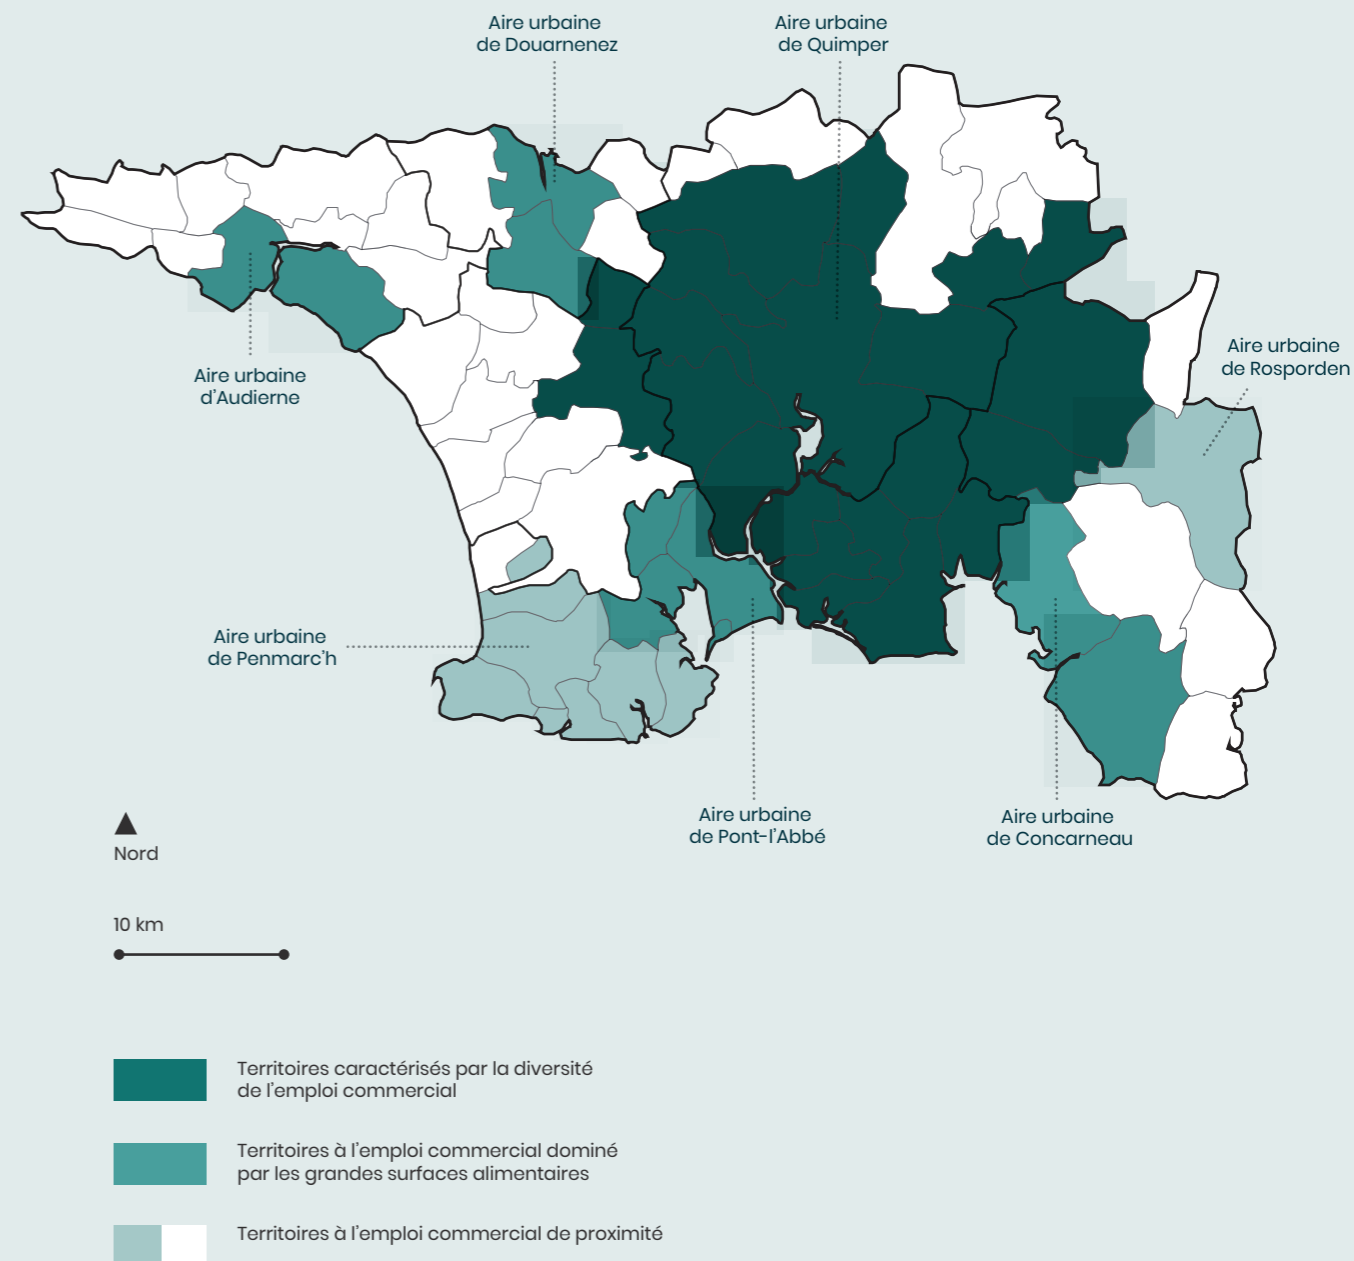 Aire urbaine
de Douarnenez
Aire urbaine
de Quimper
Aire urbaine
de Rosporden
Aire urbaine
d'Audierne
Aire urbaine
de Penmarc'h
Aire urbaine
de Pont-l'Abbé
Aire urbaine
de Concarneau
Nord
10 km
Territoires caractérisés par la diversité
de l'emploi commercial
Territoires à l'emploi commercial dominé
par les grandes surfaces alimentaires
Territoires à l'emploi commercial de proximité